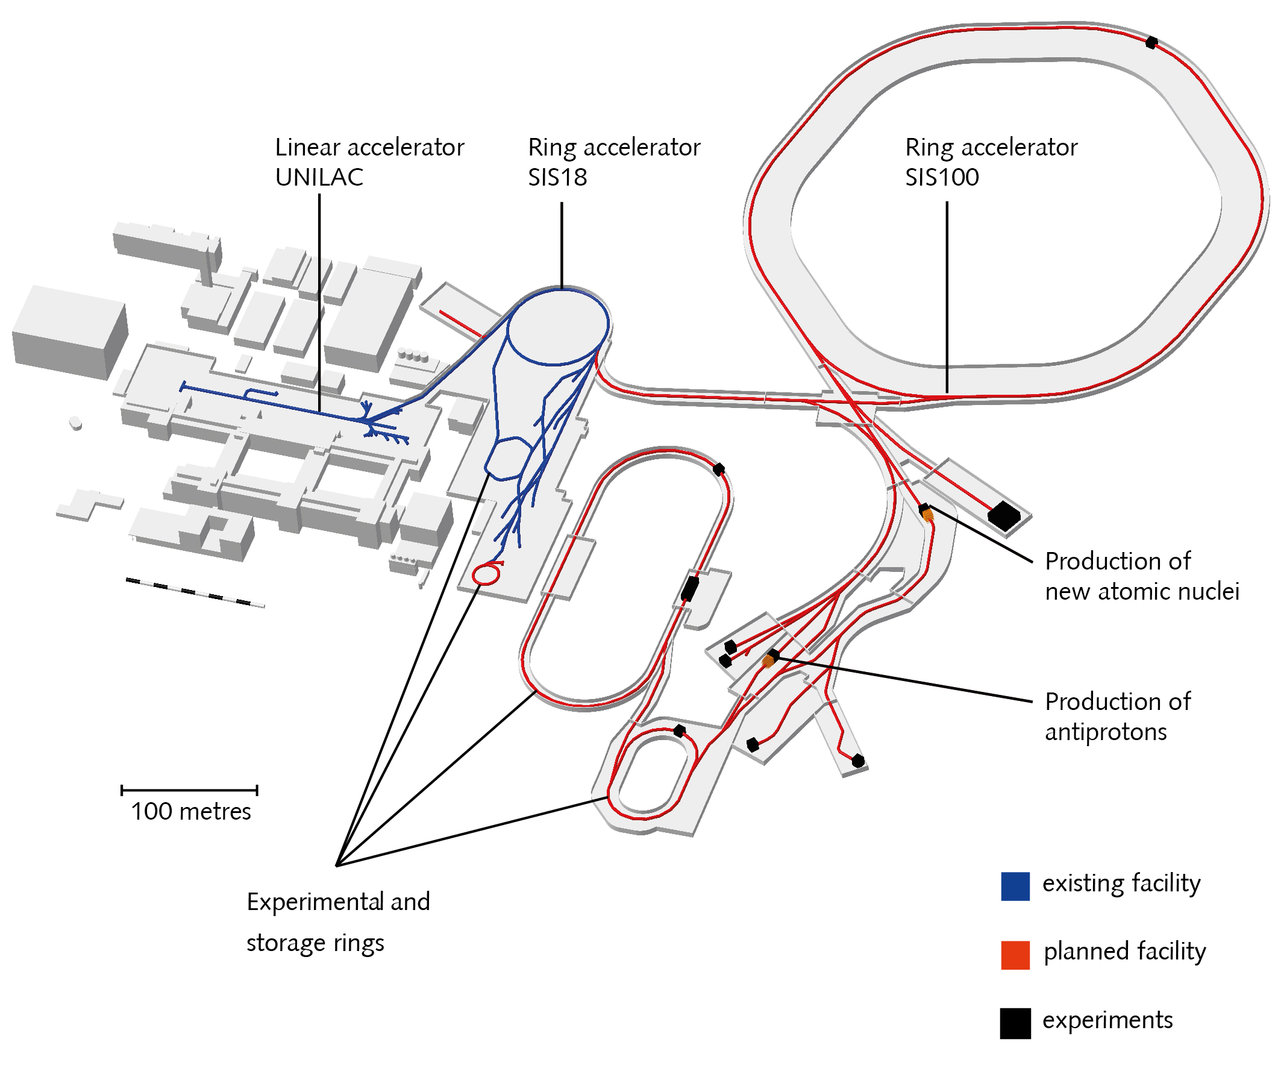 Linear accelerator
UNILAC
Ring accelerator
SIS18
Ring accelerator
SIS100
Production of
new atomic nuclei
Production of
antiprotons
100 metres
Experimental and
storage rings
existing facility
planned facility
experiments